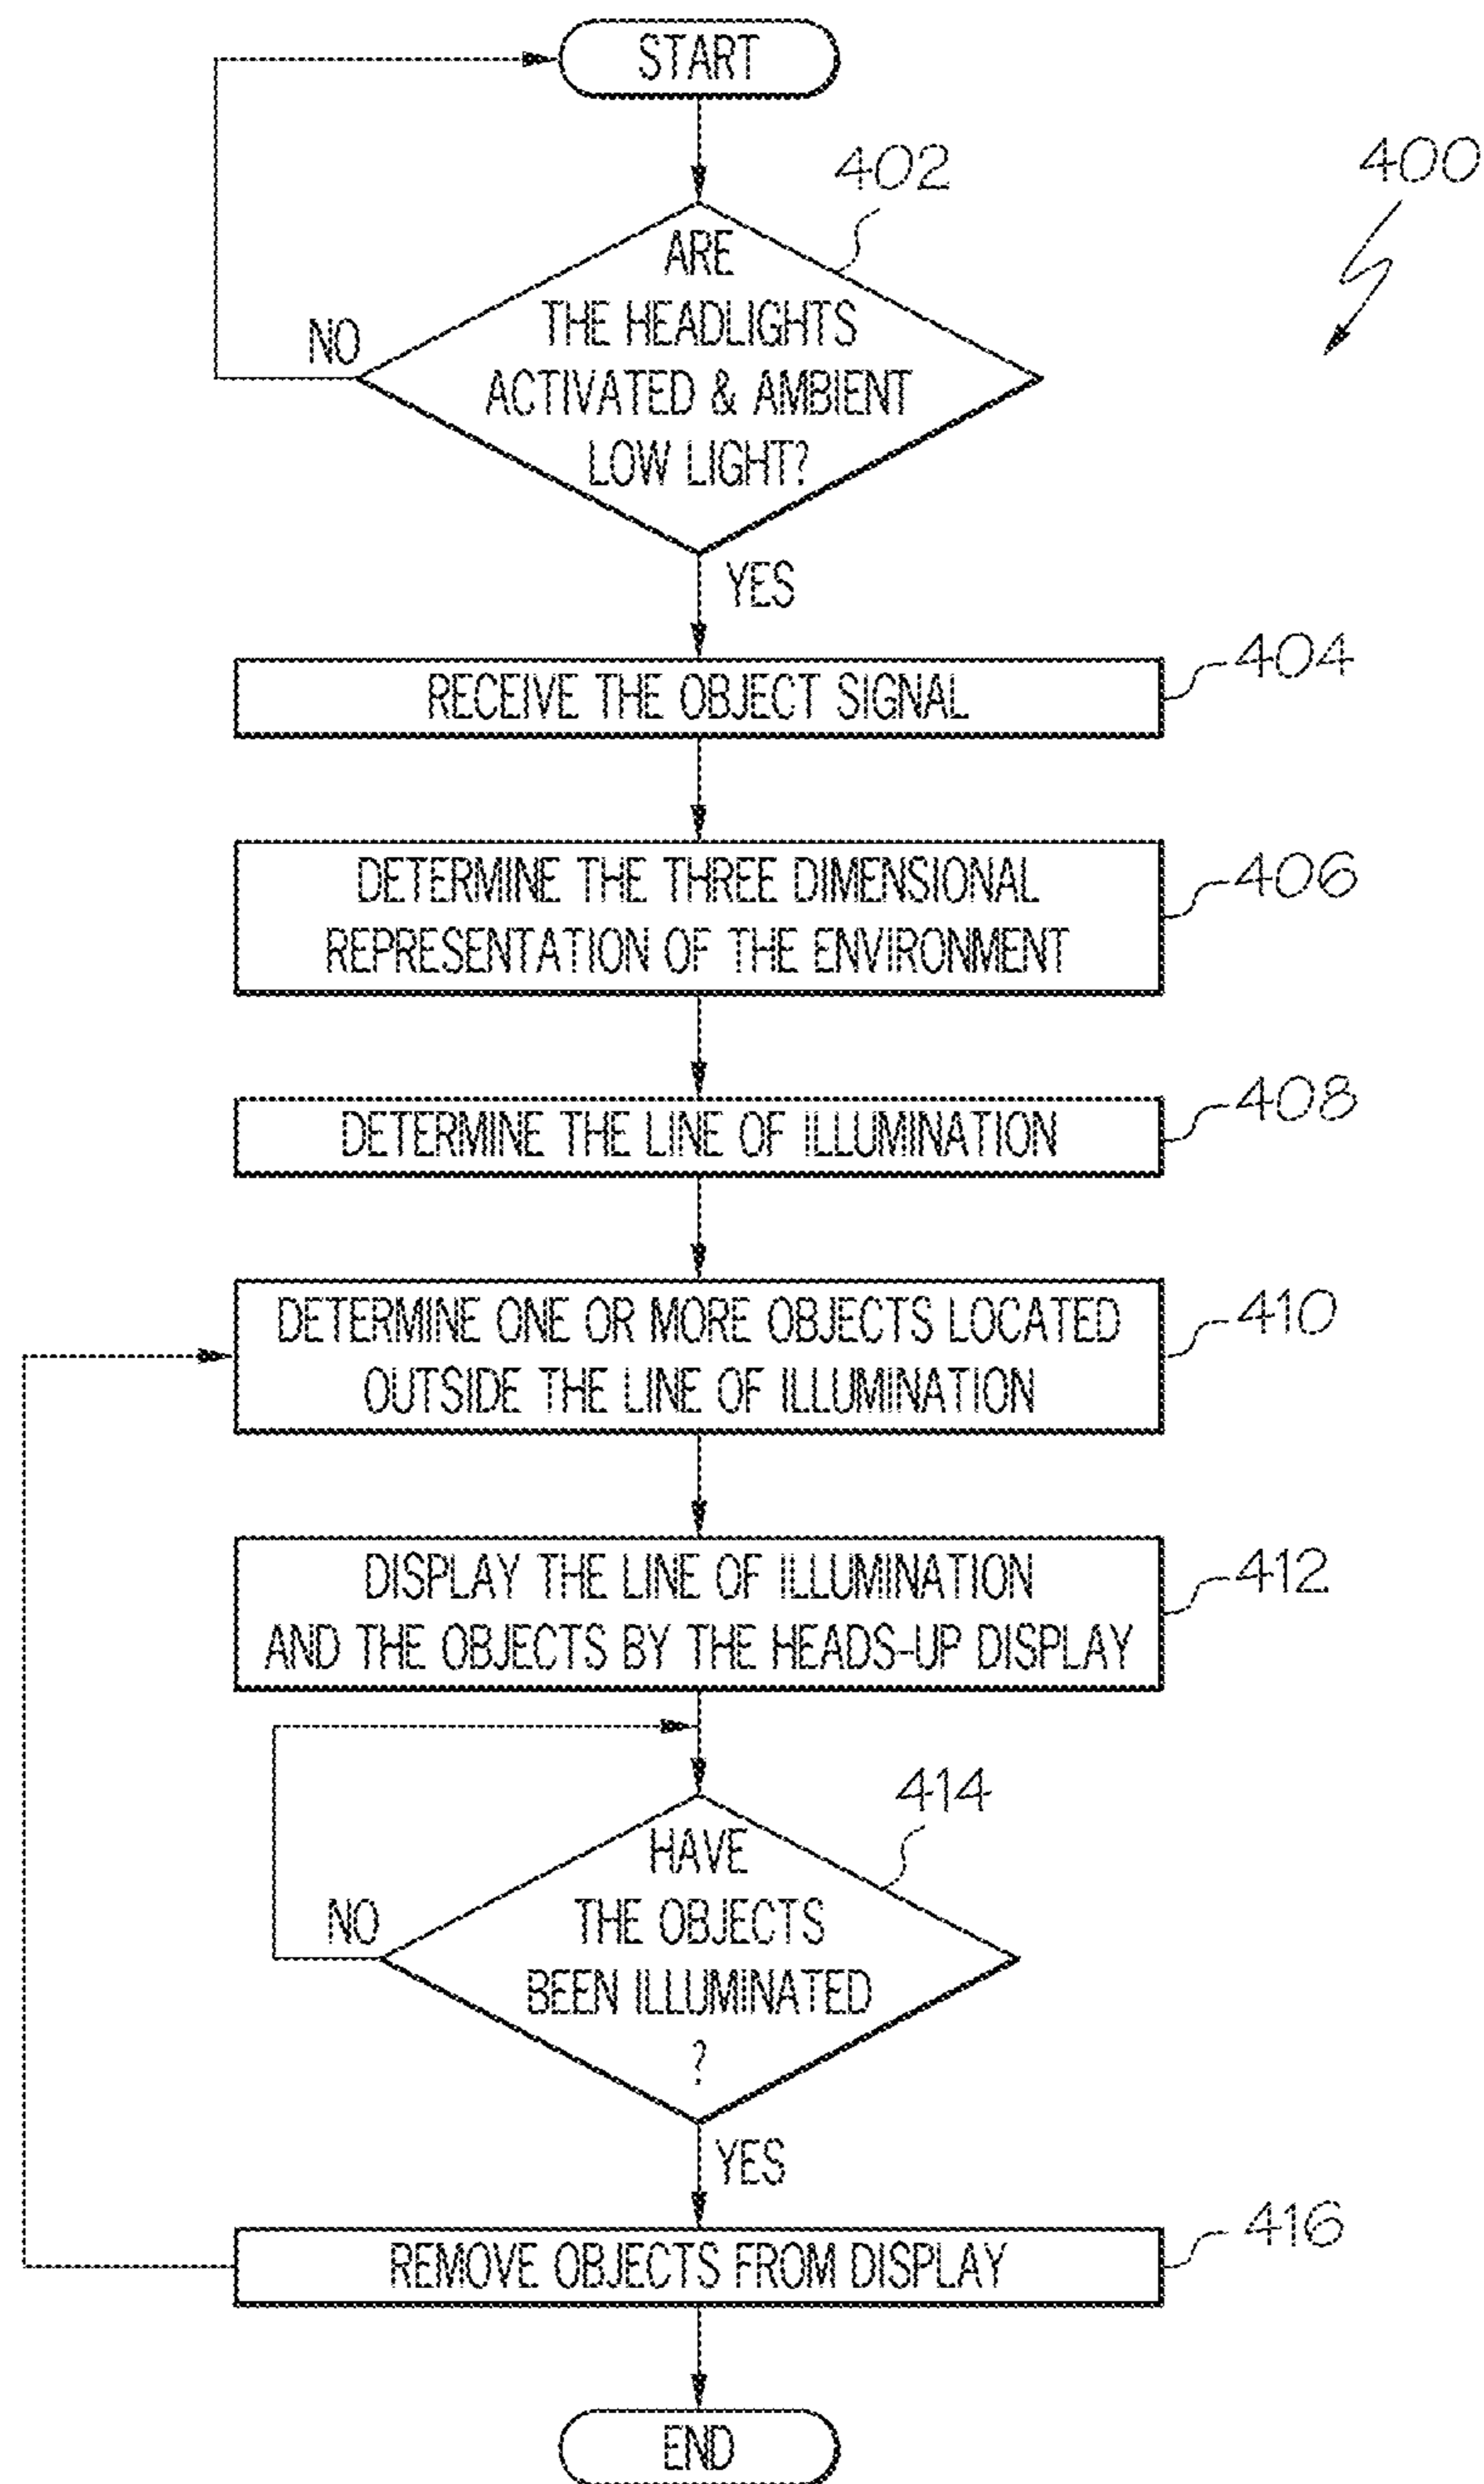 START
402
400
ARE
THE HEADLIGHTS
ACTIVATED & AMBIENT
LOW LIGHT?
NO
YES
404
RECEIVE THE OBJECT SIGNAL
406
DETERMINE THE THREE DIMENSIONAL
REPRESENTATION OF THE ENVIRONMENT
408
DETERMINE THE LINE OF ILLUMINATION
410
DETERMINE ONE OR MORE OBJECTS LOCATED
OUTSIDE THE LINE OF ILLUMINATION
412
DISPLAY THE LINE OF ILLUMINATION
AND THE OBJECTS BY THE HEADS-UP DISPLAY
414
HAVE
THE OBJECTS
BEEN ILLUMINATED
?
NO
YES
416
REMOVE OBJECTS FROM DISPLAY
END